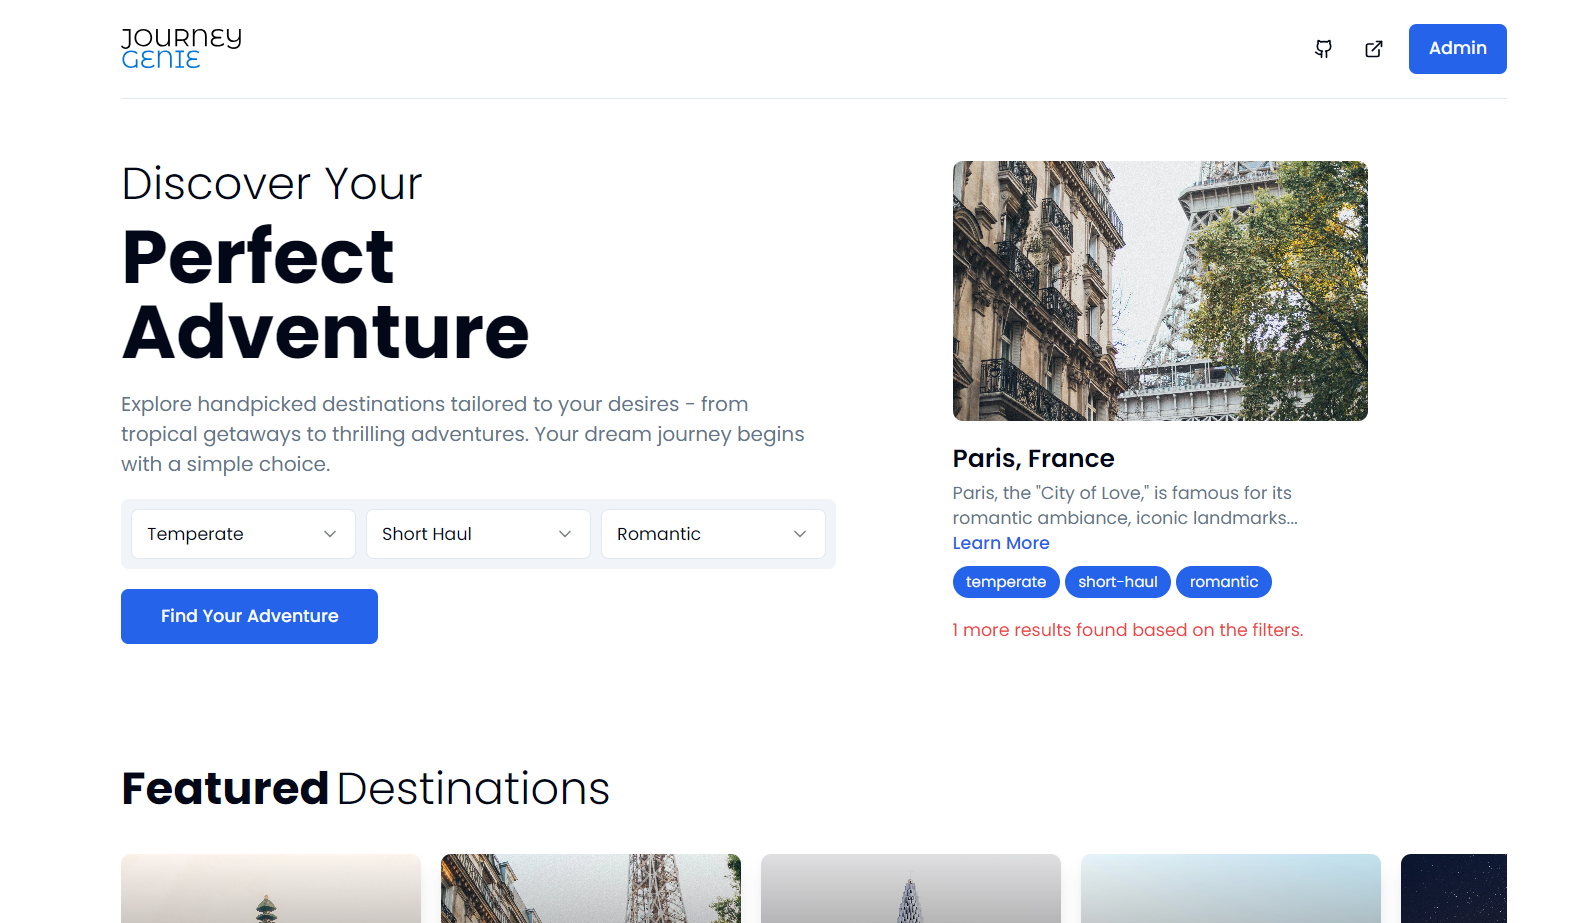 JOURNEY
GENIE
Admin
Discover Your
Perfect
Adventure
Explore handpicked destinations tailored to your desires - from
tropical getaways to thrilling adventures. Your dream journey begins
with a simple choice.
Temperate
Short Haul
Romantic
Find Your Adventure
Paris, France
Paris, the "City of Love," is famous for its
romantic ambiance, iconic landmarks...
Learn More
temperate
short-haul
romantic
1 more results found based on the filters.
Featured Destinations